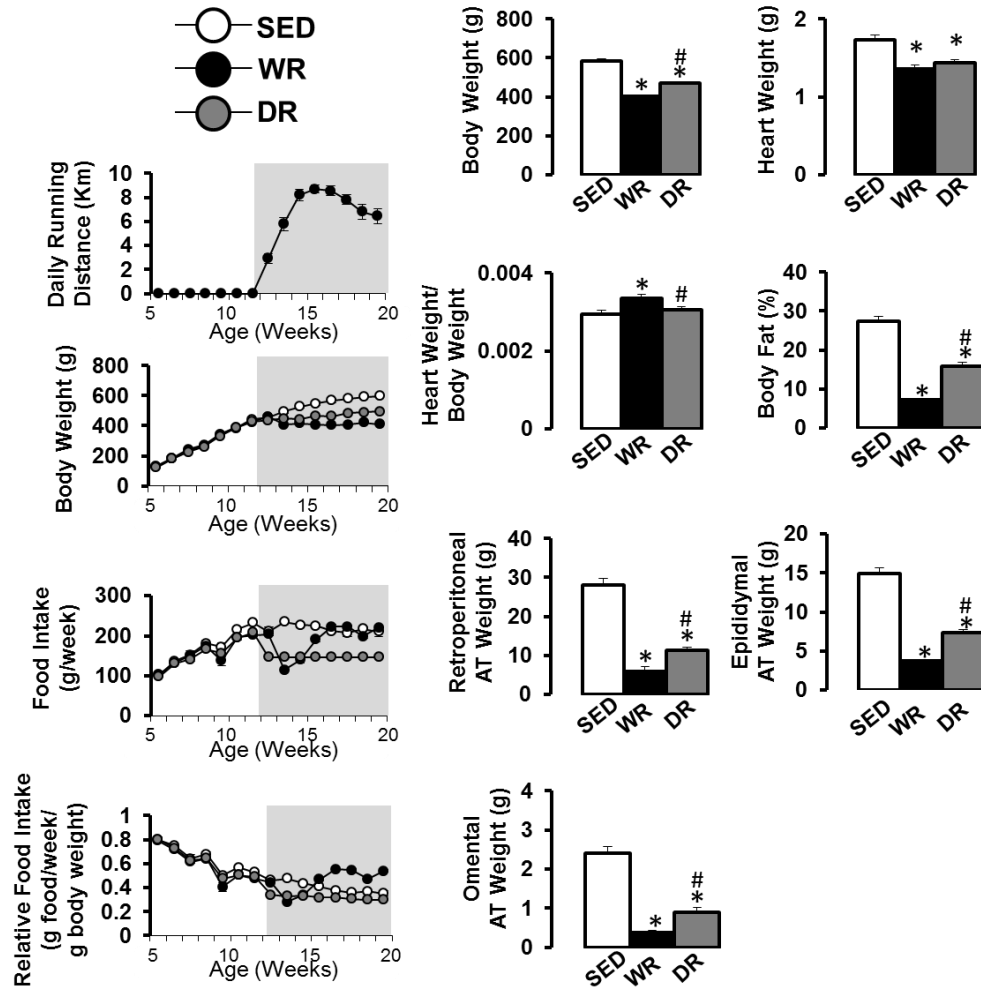 SED
WR
DR
Daily Running
Distance (Km)
10
8
6
4
2
0
5 10 15 20
Age (Weeks)
Body Weight (g)
800
600
400
200
0
5 10 15 20
Age (Weeks)
Food Intake
(g/week)
300
200
100
0
5 10 15 20
Age (Weeks)
Relative Food Intake
(g food/week/
g body weight)
1
0.8
0.6
0.4
0.2
0
5 10 15 20
Age (Weeks)
Body Weight (g)
800
600
400
200
0
*
#
*
SED WR DR
Heart Weight (g)
2
1
0
* *
SED WR DR
Heart Weight/
Body Weight
0.004
0.002
0
* #
SED WR DR
Body Fat (%)
40
30
20
10
0
*
#
*
SED WR DR
Retroperitoneal
AT Weight (g)
40
30
20
10
0
*
#
*
SED WR DR
Epididymal
AT Weight (g)
20
15
10
5
0
*
#
*
SED WR DR
Omental
AT Weight (g)
4
3
2
1
0
*
#
*
SED WR DR